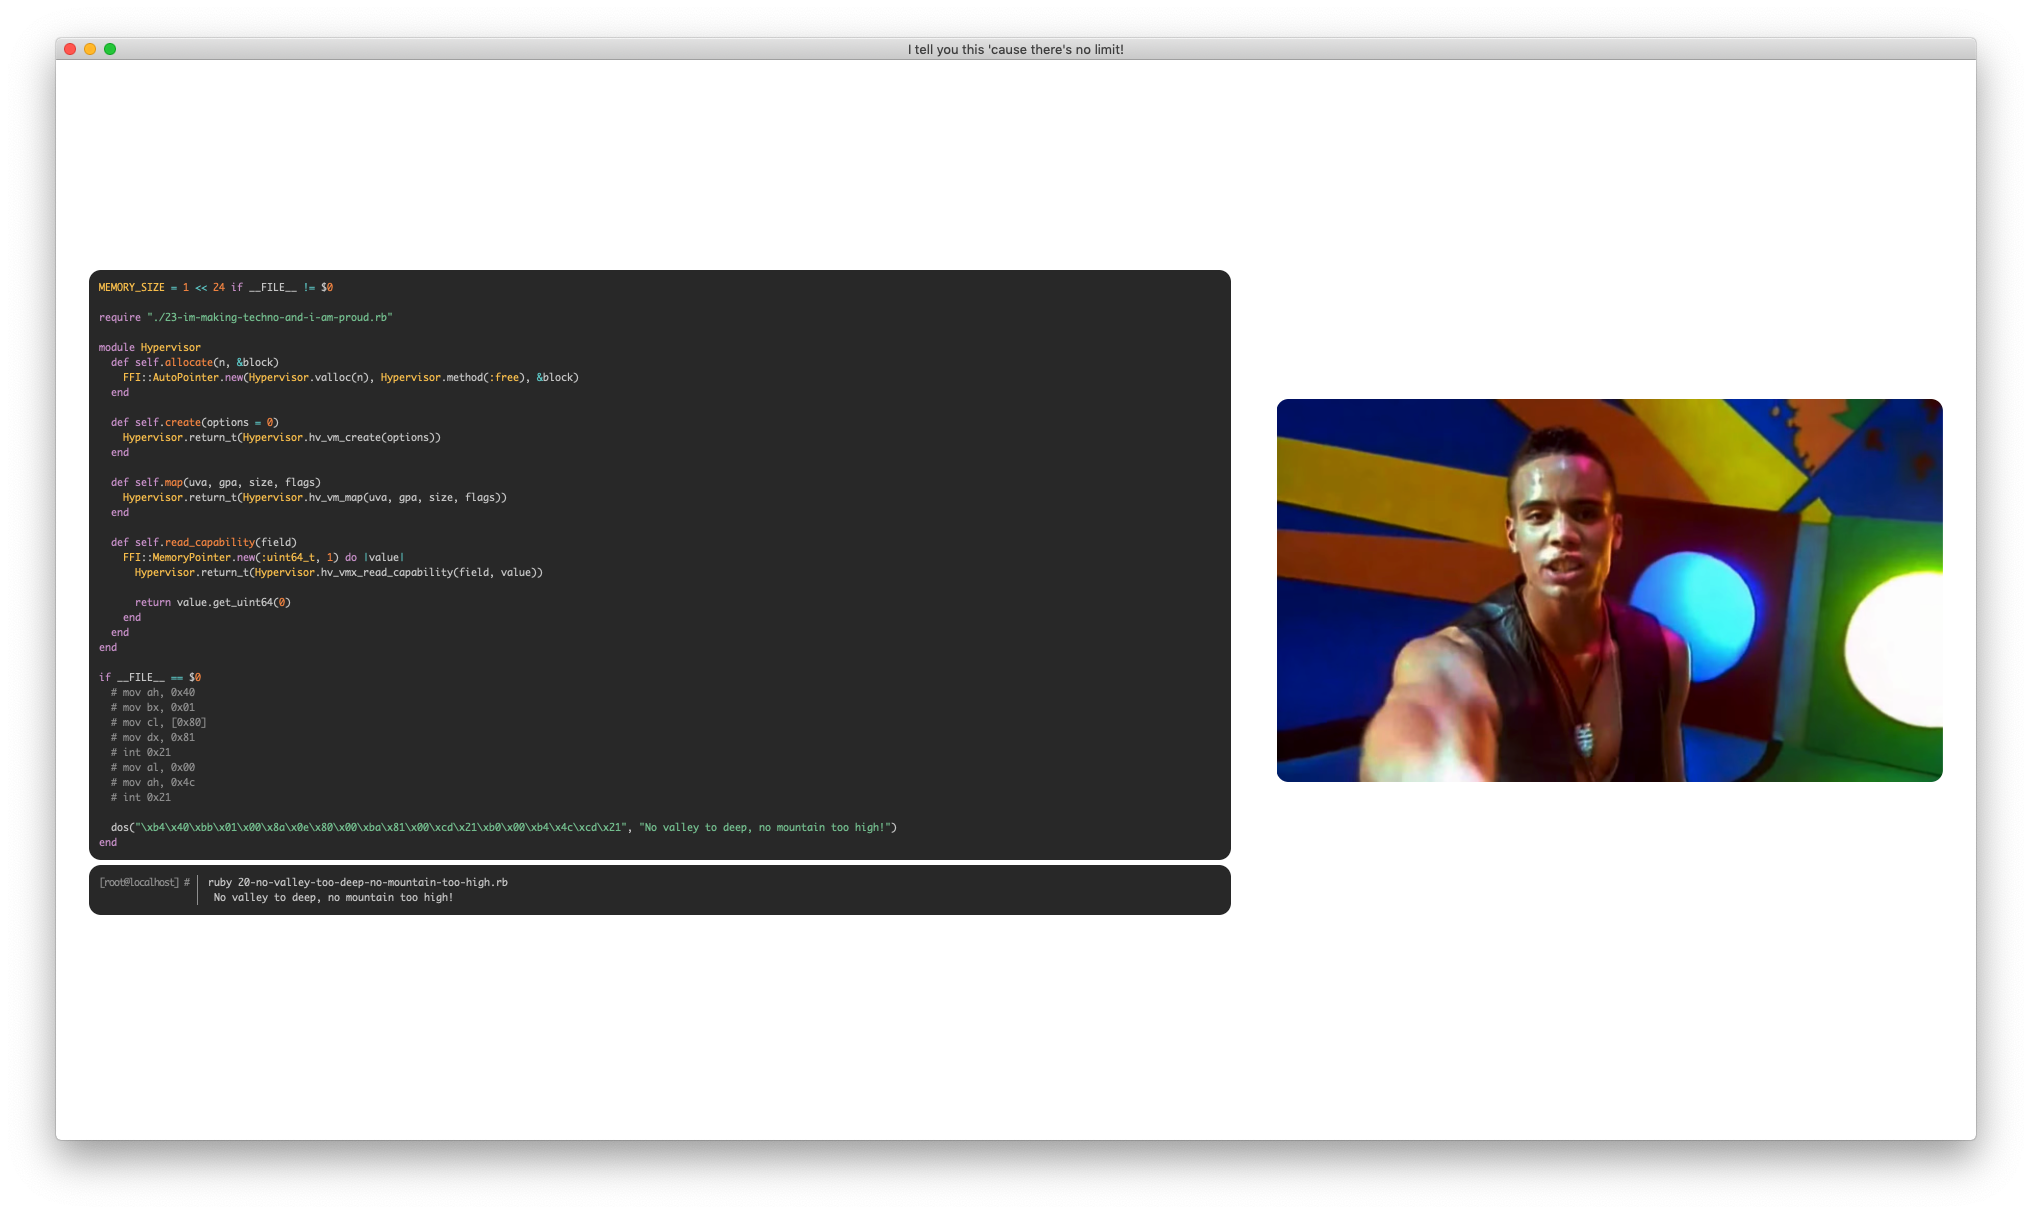 I tell you this 'cause there's no limit!
MEMORY_SIZE = 1 << 24 if __FILE__ != $0
require "./23-im-making-techno-and-i-am-proud.rb"
module Hypervisor
def self.allocate(n, &block)
FFI::AutoPointer.new(Hypervisor.valloc(n), Hypervisor.method(:free), &block)
end
def self.create(options = 0)
Hypervisor.return_t(Hypervisor.hv_vm_create(options))
end
def self.map(uva, gpa, size, flags)
Hypervisor.return_t(Hypervisor.hv_vm_map(uva, gpa, size, flags))
end
def self.read_capability(field)
FFI::MemoryPointer.new(:uint64_t, 1) do |value|
Hypervisor.return_t(Hypervisor.hv_vmx_read_capability(field, value))
return value.get_uint64(0)
end
end
end
if __FILE__ == $0
# mov ah, 0x40
# mov bx, 0x01
# mov cl, [0x80]
# mov dx, 0x81
# int 0x21
# mov al, 0x00
# mov ah, 0x4c
# int 0x21
dos("\xb4\x40\xbb\x01\x00\x8a\x0e\x80\x00\xba\x81\x00\xcd\x21\xb0\x00\xb4\x4c\xcd\x21", "No valley to deep, no mountain too high!")
end
[root@localhost] # ruby 20-no-valley-too-deep-no-mountain-too-high.rb
No valley to deep, no mountain too high!